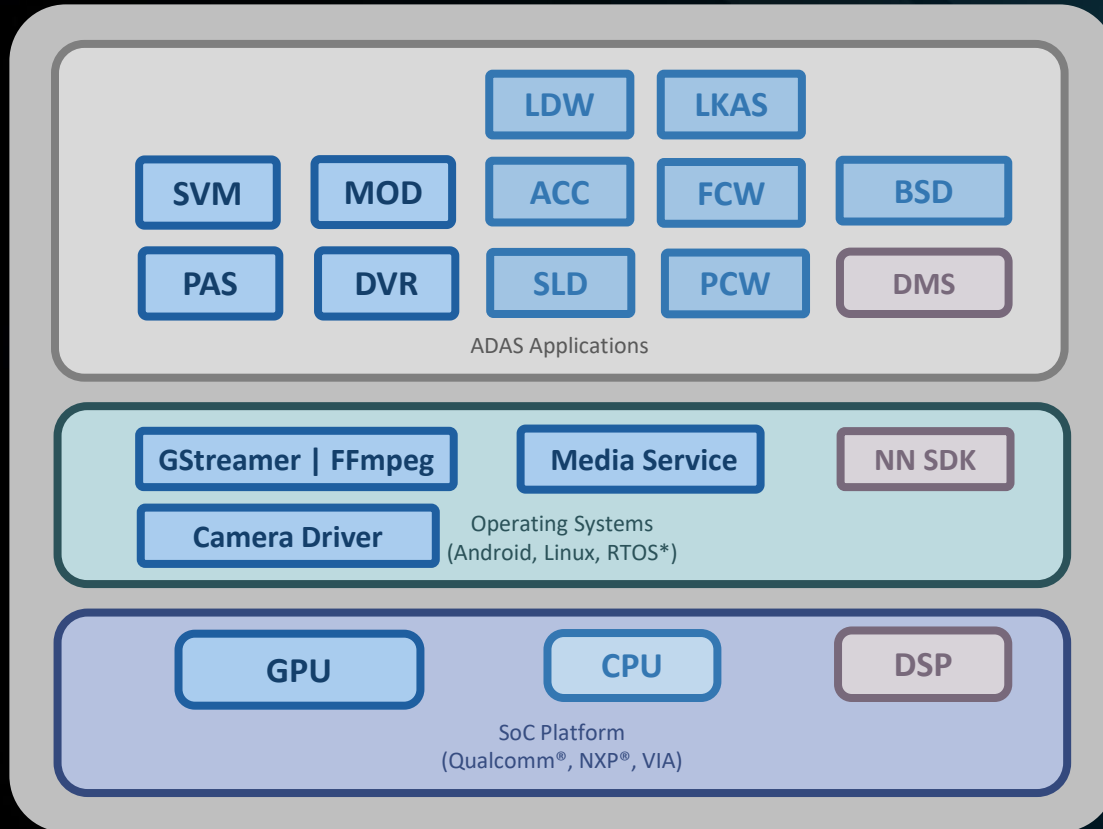 LDW
LKAS
SVM
MOD
ACC
FCW
BSD
PAS
DVR
SLD
PCW
DMS
ADAS Applications
GStreamer | FFmpeg
Media Service
NN SDK
Camera Driver
Operating Systems
(Android, Linux, RTOS*)
GPU
CPU
DSP
SoC Platform
(Qualcomm®, NXP®, VIA)